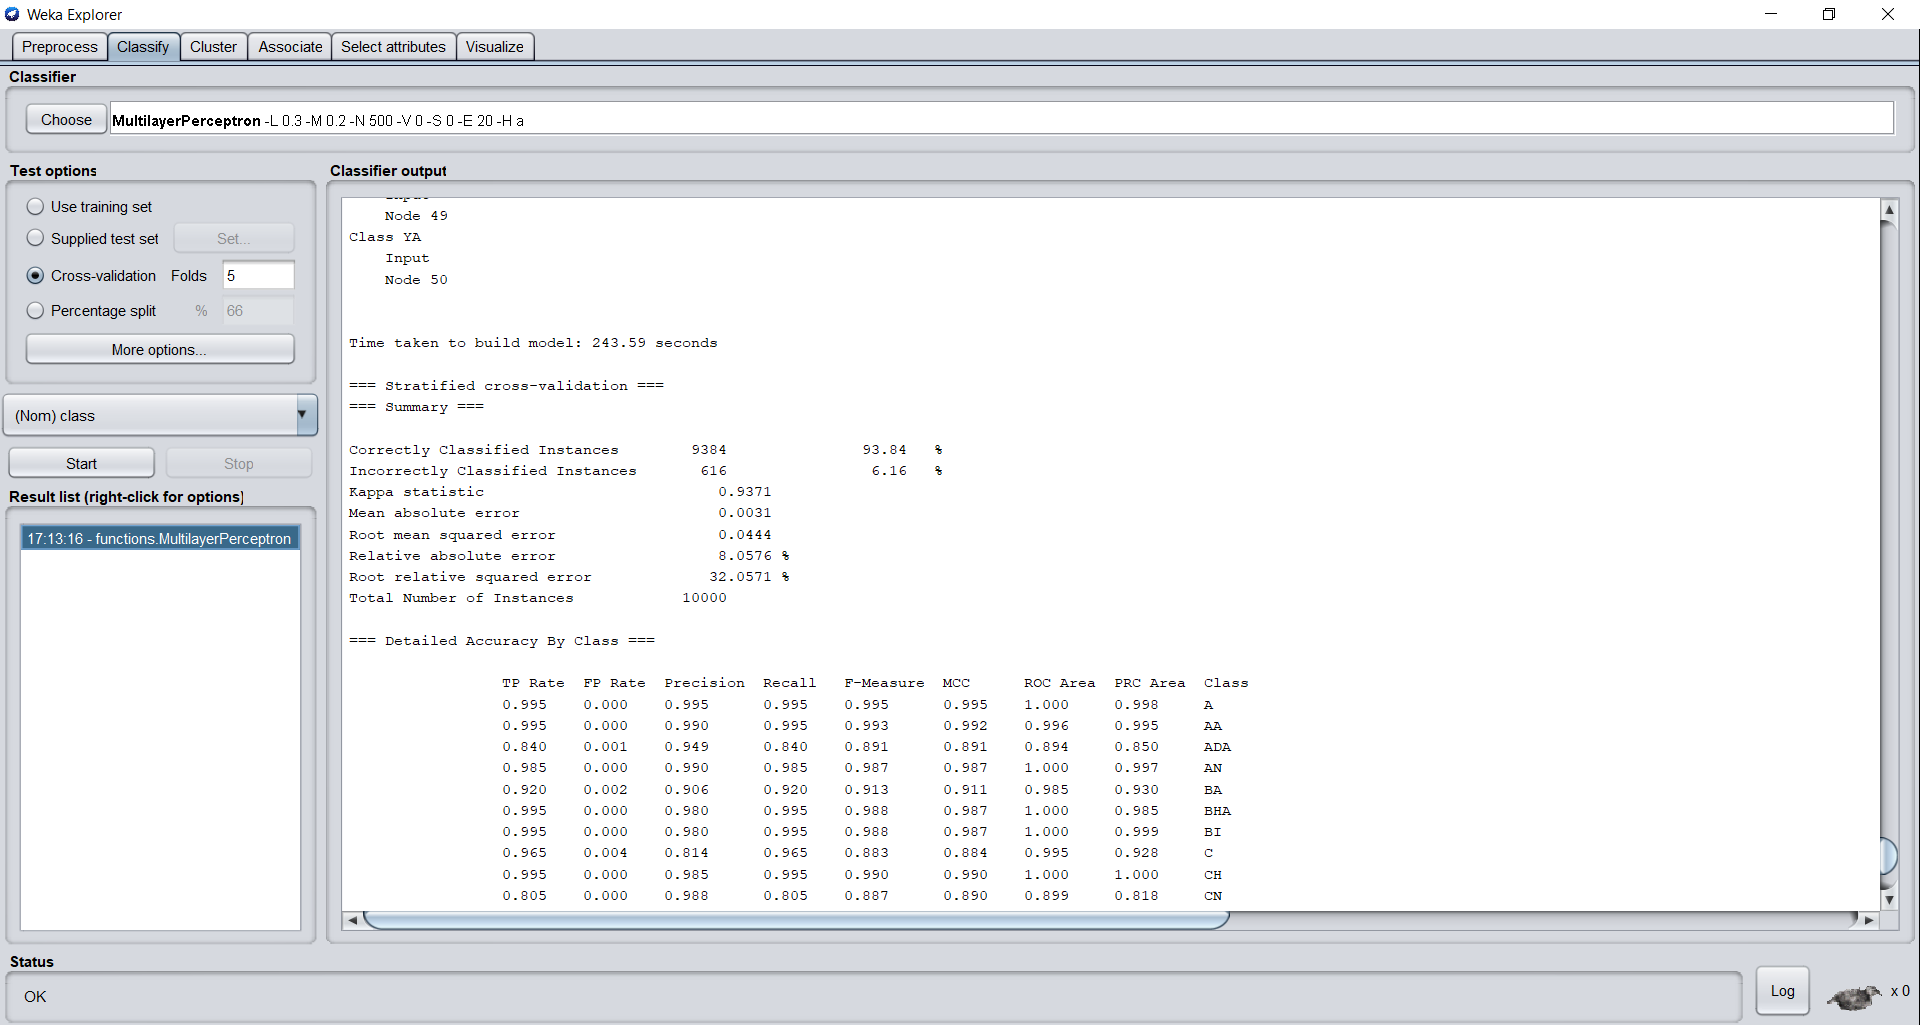 Weka Explorer
Preprocess Classify Cluster Associate Select attributes Visualize
Classifier
Choose MultilayerPerceptron -L 0.3 -M 0.2 -N 500 -V 0 -S 0 -E 20 -H a
Test options
Use training set
Supplied test set Set...
Cross-validation Folds 5
Percentage split % 66
More options...
(Nom) class
Start Stop
Result list (right-click for options)
17:13:16 - functions.MultilayerPerceptron
Classifier output
Input
Node 49
Class YA
Input
Node 50
Time taken to build model: 243.59 seconds
=== Stratified cross-validation ===
=== Summary ===
Correctly Classified Instances 9384 93.84 %
Incorrectly Classified Instances 616 6.16 %
Kappa statistic 0.9371
Mean absolute error 0.0031
Root mean squared error 0.0444
Relative absolute error 8.0576 %
Root relative squared error 32.0571 %
Total Number of Instances 10000
=== Detailed Accuracy By Class ===
TP Rate FP Rate Precision Recall F-Measure MCC ROC Area PRC Area Class
0.995 0.000 0.995 0.995 0.995 0.995 1.000 0.998 A
0.995 0.000 0.990 0.995 0.993 0.992 0.996 0.995 AA
0.840 0.001 0.949 0.840 0.891 0.891 0.894 0.850 ADA
0.985 0.000 0.990 0.985 0.987 0.987 1.000 0.997 AN
0.920 0.002 0.906 0.920 0.913 0.911 0.985 0.930 BA
0.995 0.000 0.980 0.995 0.988 0.987 1.000 0.985 BHA
0.995 0.000 0.980 0.995 0.988 0.987 1.000 0.999 BI
0.965 0.004 0.814 0.965 0.883 0.884 0.995 0.928 C
0.995 0.000 0.985 0.995 0.990 0.990 1.000 1.000 CH
0.805 0.000 0.988 0.805 0.887 0.890 0.899 0.818 CN
Status
OK
Log
x 0